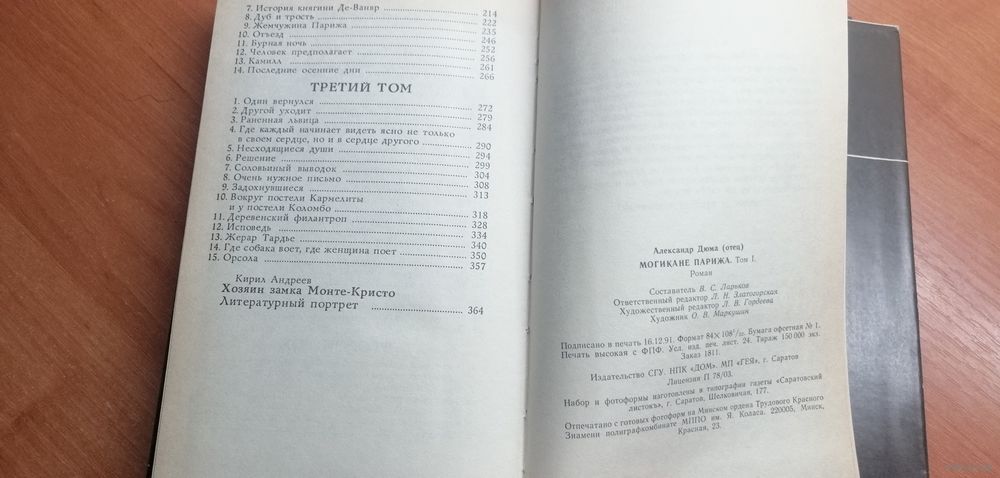 7. История княгини Де-Ваняр 214
8. Дуб и трость 222
9. Жемчужина Парижа 235
10. Отъезд 246
11. Бурная ночь 252
12. Человек предполагает 256
13. Камилл 261
14. Последние осенние дни 266
ТРЕТИЙ ТОМ
1. Один вернулся 272
2. Другой уходит 279
3. Раненная львица 284
4. Где каждый начинает видеть ясно не только
в своем сердце, но и в сердце другого 290
5. Несходящиеся души 294
6. Решение 299
7. Соловьиный выводок 304
8. Очень нужное письмо 308
9. Задохнувшиеся 313
10. Вокруг постели Кармелиты
и у постели Коломбо 318
11. Деревенский филантроп 328
12. Исповедь 334
13. Жерар Тардье 340
14. Где собака воет, где женщина поет 350
15. Орсола 357
Кирил Андреев
Хозяин замка Монте-Кристо
Литературный портрет 364
Александр Дюма (отец)
МОГИКАНЕ ПАРИЖА. Том I.
Роман
Составитель В. С. Ларьков
Ответственный редактор Л. Н. Златогорская
Художественный редактор Л. В. Гордеева
Художник О. В. Маркушин
Подписано в печать 16.12.91. Формат 84×108¹/₃₂. Бумага офсетная № 1.
Печать высокая с ФПФ. Усл. изд. печ. лист. 24. Тираж 150 000 экз.
Заказ 1811.
Издательство СГУ. НПК «ДОМ». МП «ГЕЯ», г. Саратов
Лицензия П 78/03.
Набор и фотоформы изготовлены в типография газеты «Саратовский
листокъ», г. Саратов, Шелковичая, 177.
Отпечатано с готовых фотоформ на Минском ордена Трудового Красного
Знамени полиграфкомбинате МППО им. Я. Коласа. 220005, Минск,
Красная, 23.